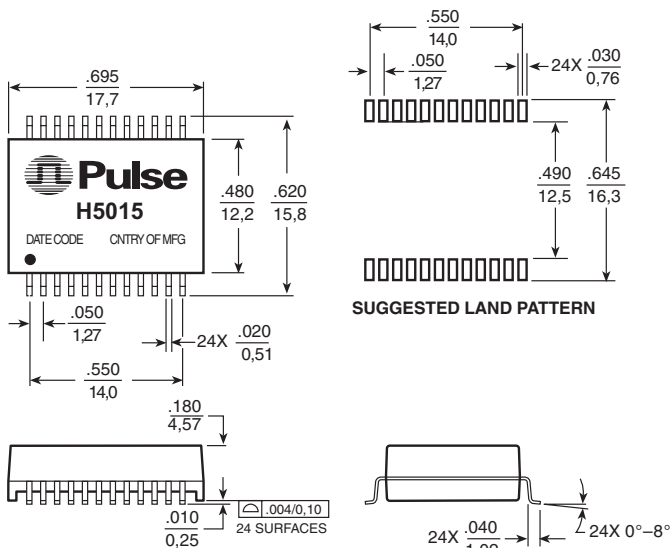 .550
14,0
.050
1,27
24X .030
0,76
.695
17,7
Pulse
H5015
DATE CODE CNTRY OF MFG
.480
12,2
.620
15,8
.490
12,5
.645
16,3
SUGGESTED LAND PATTERN
.050
1,27
24X .020
0,51
.550
14,0
.180
4,57
.010
0,25
.004/0,10
24 SURFACES
24X .040
24X 0°–8°